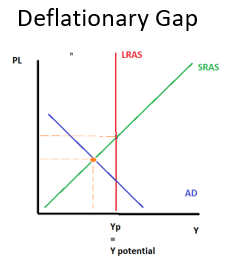 Deflationary Gap
"
LRAS
PL
SRAS
AD
Yp
Y
=
Y potential